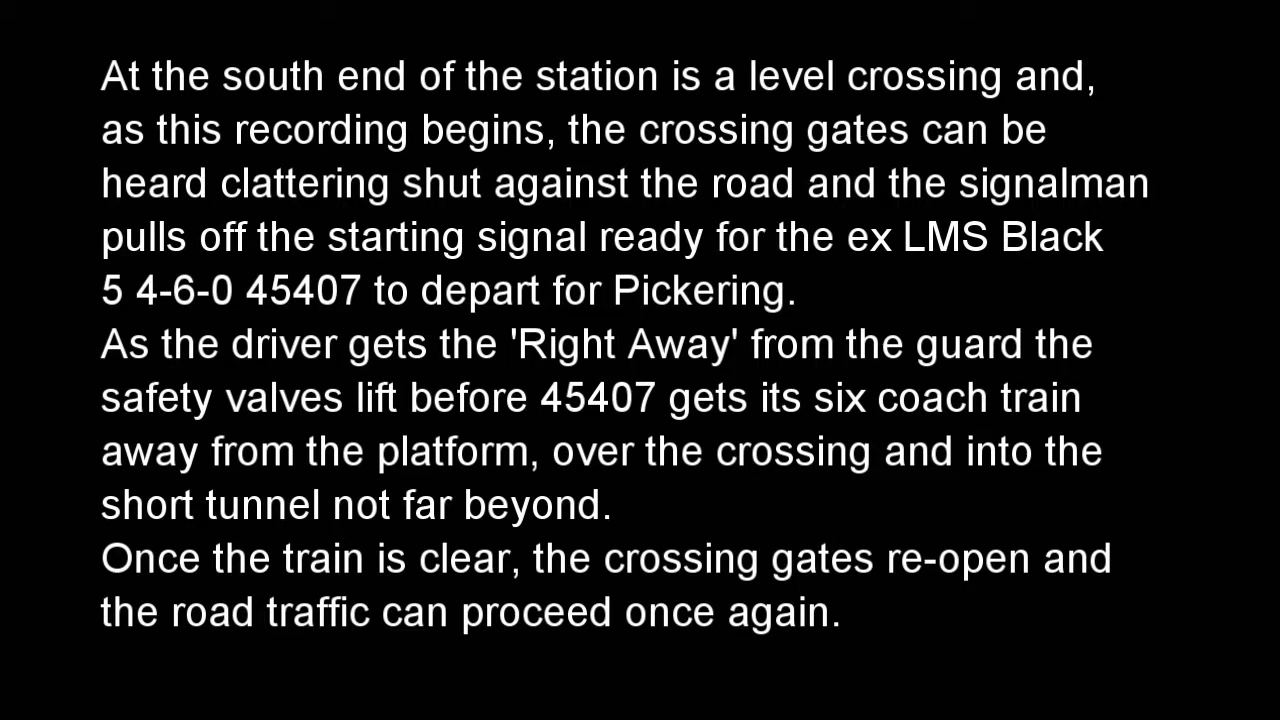 At the south end of the station is a level crossing and,
as this recording begins, the crossing gates can be
heard clattering shut against the road and the signalman
pulls off the starting signal ready for the ex LMS Black
5 4-6-0 45407 to depart for Pickering.
As the driver gets the 'Right Away' from the guard the
safety valves lift before 45407 gets its six coach train
away from the platform, over the crossing and into the
short tunnel not far beyond.
Once the train is clear, the crossing gates re-open and
the road traffic can proceed once again.